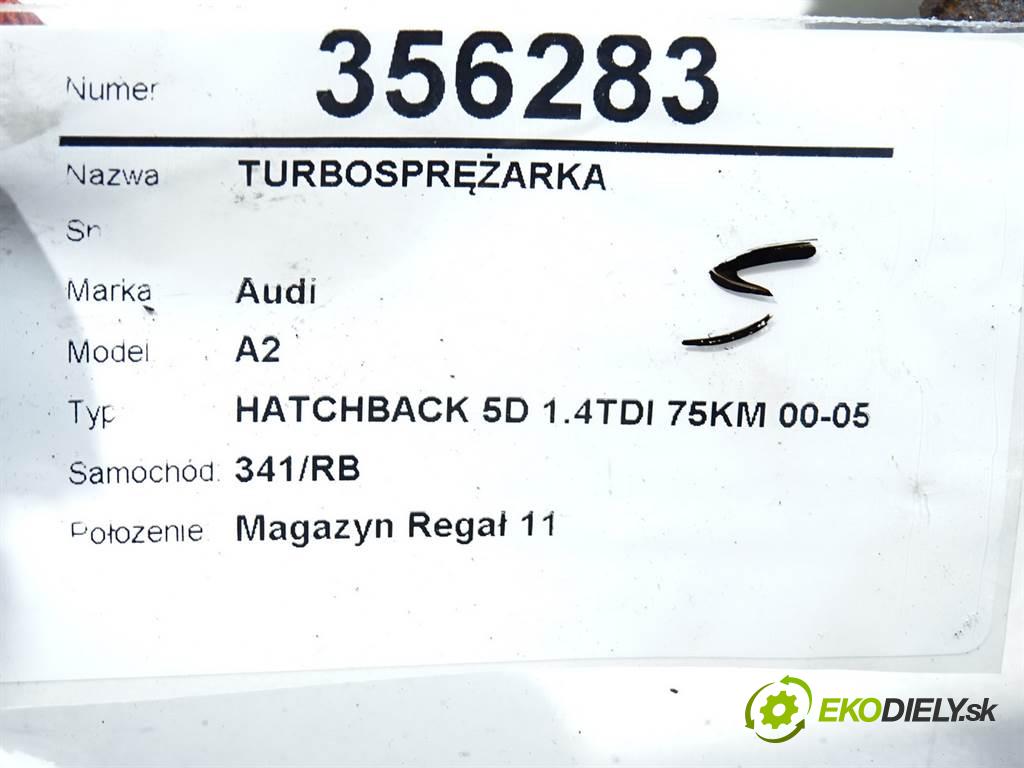 Numer 356283
Nazwa TURBOSPRĘŻARKA
Sn
Marka Audi
Model A2
Typ HATCHBACK 5D 1.4TDI 75KM 00-05
Samochód: 341/RB
Położenie Magazyn Regał 11
S
EKODIELY.sk